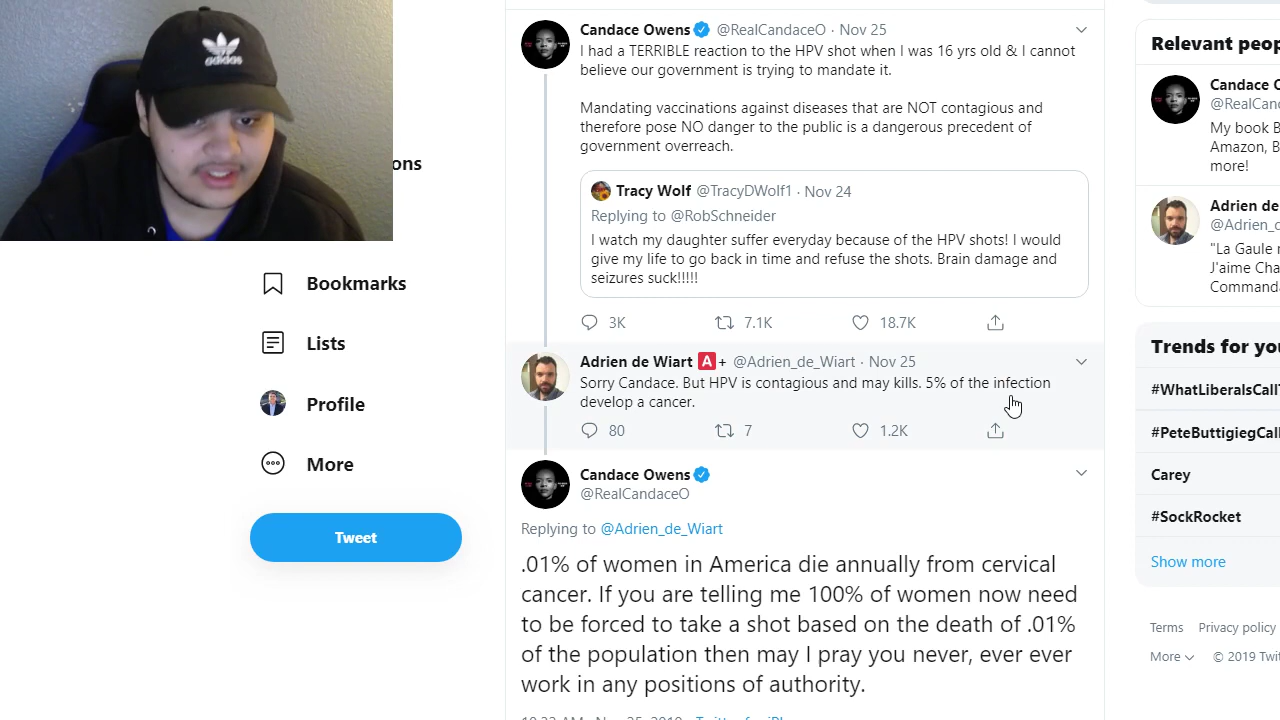 adidas
ons
Bookmarks
Lists
Profile
More
Tweet
Candace Owens @RealCandaceO · Nov 25
I had a TERRIBLE reaction to the HPV shot when I was 16 yrs old & I cannot
believe our government is trying to mandate it.
Mandating vaccinations against diseases that are NOT contagious and
therefore pose NO danger to the public is a dangerous precedent of
government overreach.
Tracy Wolf @TracyDWolf1 · Nov 24
Replying to @RobSchneider
I watch my daughter suffer everyday because of the HPV shots! I would
give my life to go back in time and refuse the shots. Brain damage and
seizures suck!!!!!
3K 7.1K 18.7K
Adrien de Wiart A + @Adrien_de_Wiart · Nov 25
Sorry Candace. But HPV is contagious and may kills. 5% of the infection
develop a cancer.
80 7 1.2K
Candace Owens
@RealCandaceO
Replying to @Adrien_de_Wiart
.01% of women in America die annually from cervical
cancer. If you are telling me 100% of women now need
to be forced to take a shot based on the death of .01%
of the population then may I pray you never, ever ever
work in any positions of authority.
Relevant peop
Candace O
@RealCand
My book B
Amazon, B
more!
Adrien de
@Adrien_d
"La Gaule r
J'aime Cha
Commanda
Trends for you
#WhatLiberalsCallT
#PeteButtigiegCall
Carey
#SockRocket
Show more
Terms Privacy policy
More © 2019 Twit